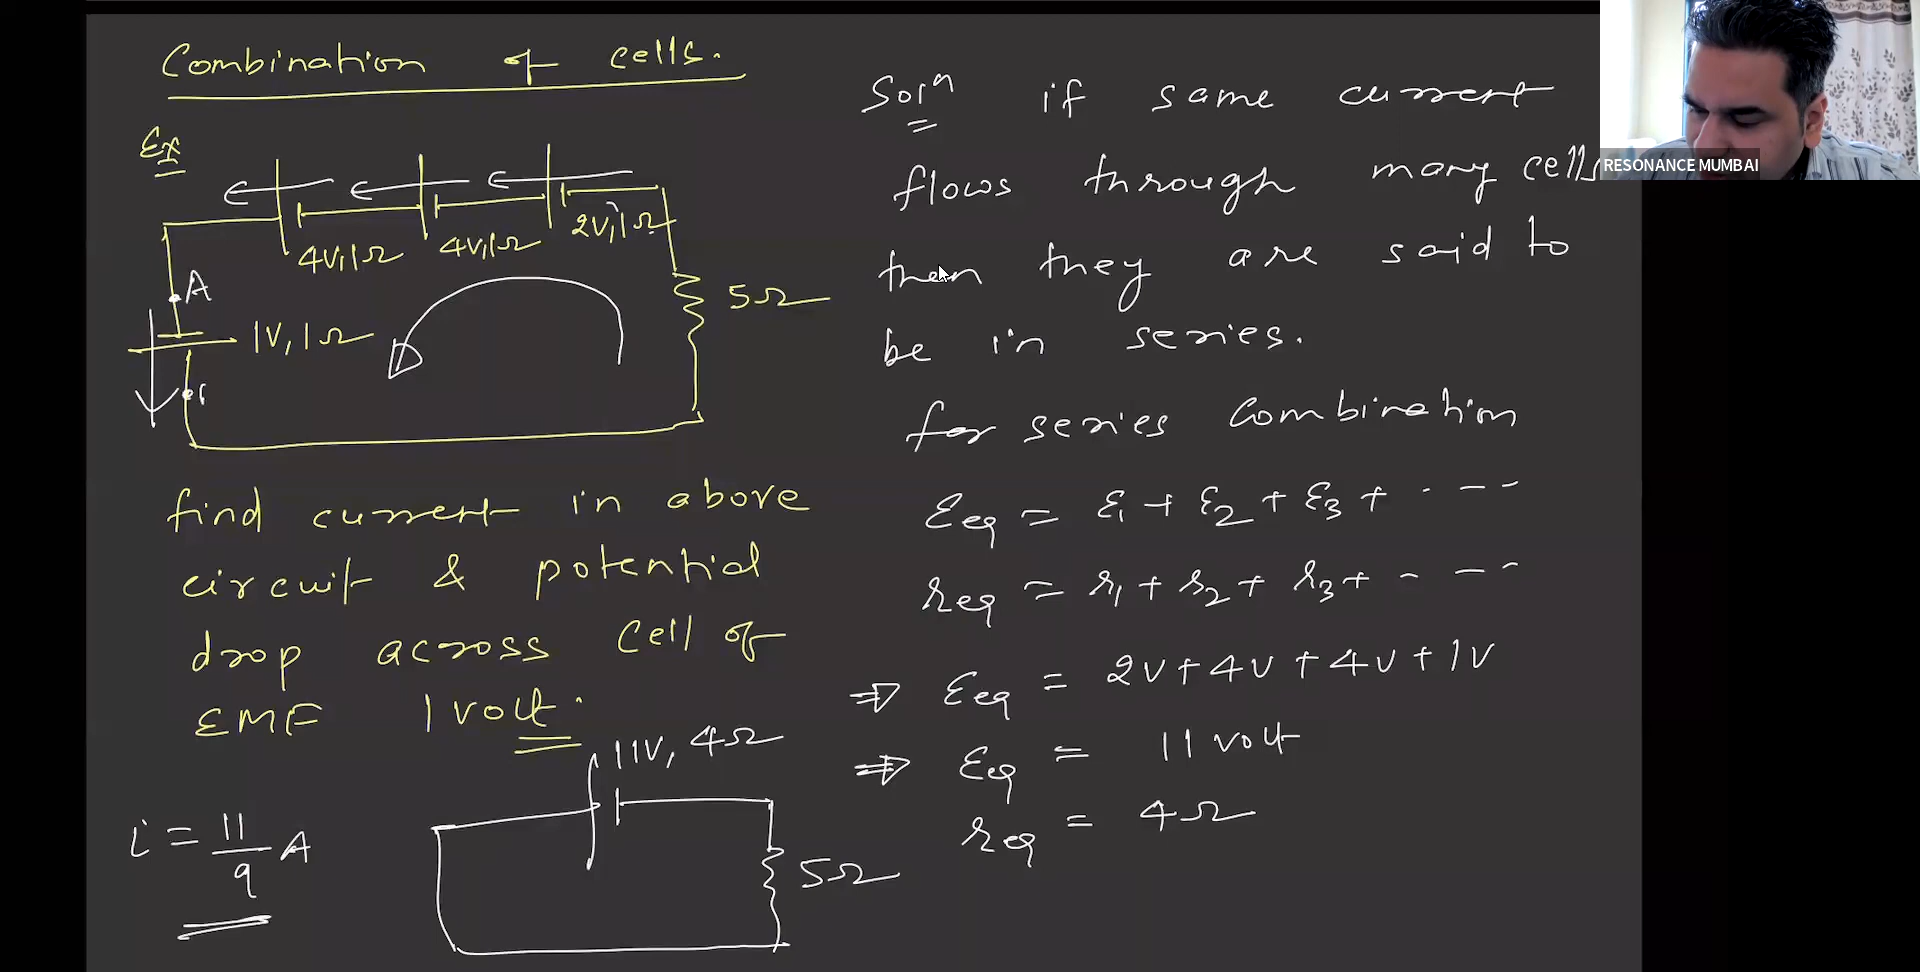 Combination of cells.
Ex
4V,1Ω
4V,1Ω
2V,1Ω
A
1V, 1Ω
5Ω
find current in above
circuit & potential
drop across cell of
EMF 1 volt.
11V, 4Ω
i = 11/9 A
5Ω
Solⁿ if same current
flows through many cells
then they are said to
be in series.
for series combination
Eeq = ε1 + ε2 + ε3 + - - -
req = r1 + r2 + r3 + - - -
⇒ Eeq = 2V + 4V + 4V + 1V
⇒ Eeq = 11 volt
req = 4Ω
RESONANCE MUMBAI